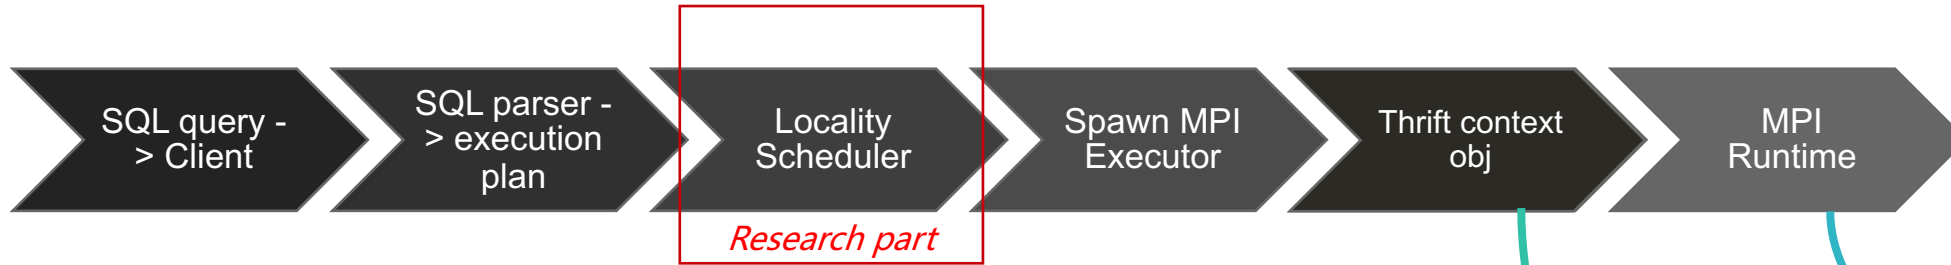 SQL query -
> Client
SQL parser -
> execution
plan
Locality
Scheduler
Research part
Spawn MPI
Executor
Thrift context
obj
MPI
Runtime